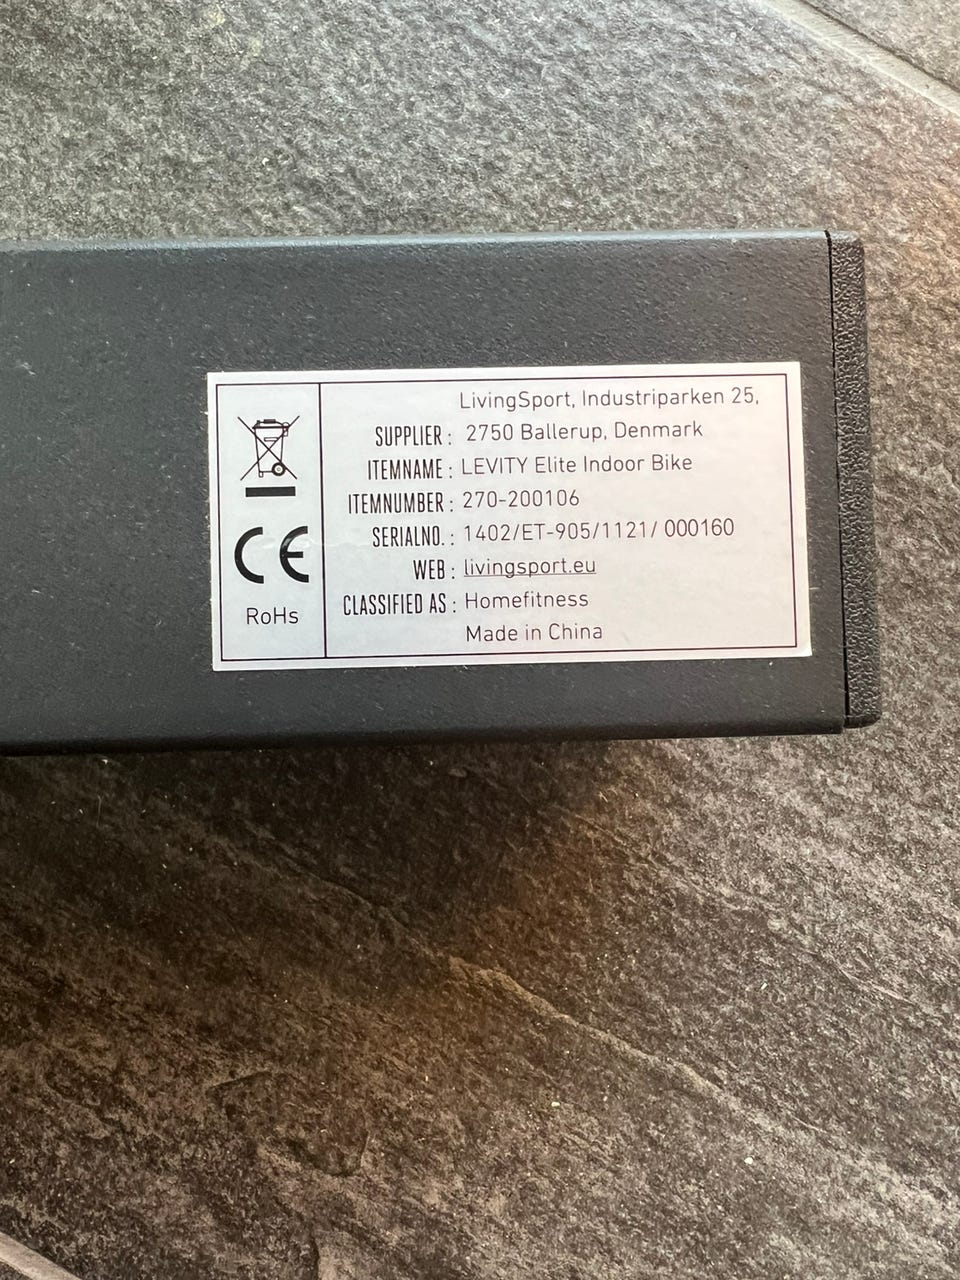 LivingSport, Industriparken 25,
SUPPLIER : 2750 Ballerup, Denmark
ITEMNAME : LEVITY Elite Indoor Bike
ITEMNUMBER : 270-200106
SERIALNO. : 1402/ET-905/1121/ 000160
WEB : livingsport.eu
CLASSIFIED AS : Homefitness
Made in China
CE
RoHs